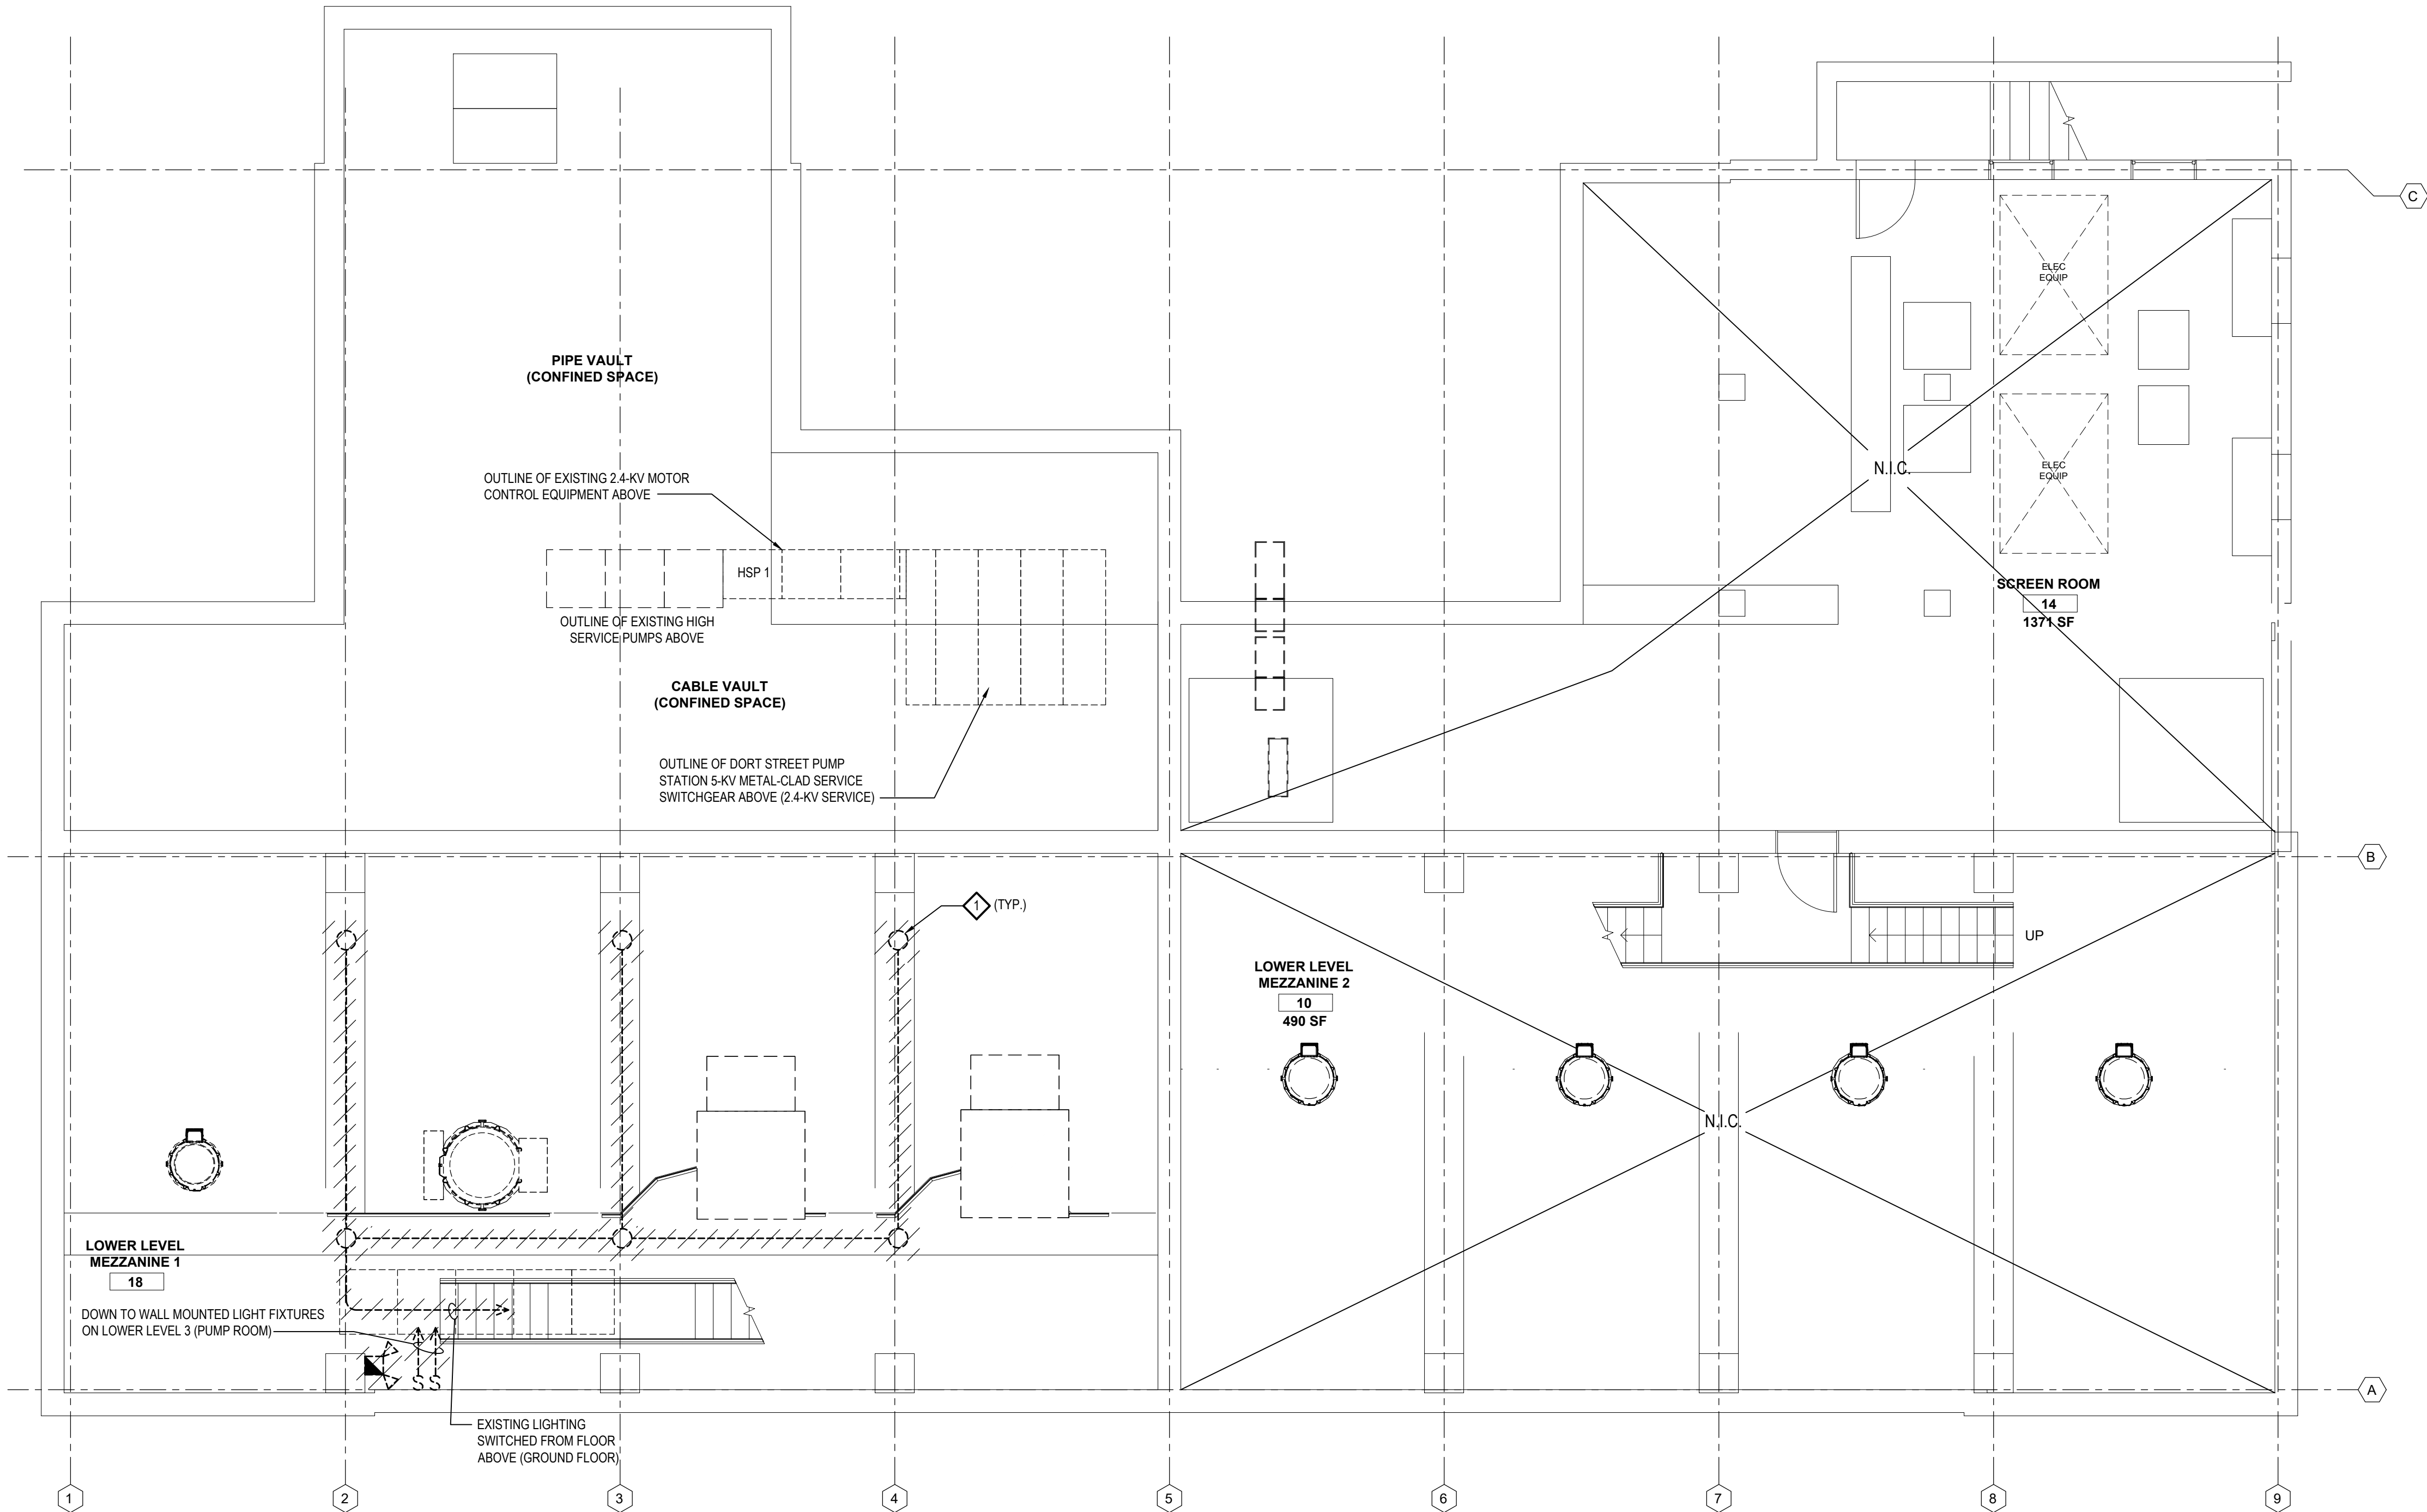 C
ELEC
EQUIP
PIPE VAULT
(CONFINED SPACE)
OUTLINE OF EXISTING 2.4-KV MOTOR
CONTROL EQUIPMENT ABOVE
N.I.C.
ELEC
EQUIP
HSP 1
SCREEN ROOM
14
1371 SF
OUTLINE OF EXISTING HIGH
SERVICE PUMPS ABOVE
CABLE VAULT
(CONFINED SPACE)
OUTLINE OF DORT STREET PUMP
STATION 5-KV METAL-CLAD SERVICE
SWITCHGEAR ABOVE (2.4-KV SERVICE)
B
1 (TYP.)
UP
LOWER LEVEL
MEZZANINE 2
10
490 SF
N.I.C.
LOWER LEVEL
MEZZANINE 1
18
DOWN TO WALL MOUNTED LIGHT FIXTURES
ON LOWER LEVEL 3 (PUMP ROOM)
S S
A
EXISTING LIGHTING
SWITCHED FROM FLOOR
ABOVE (GROUND FLOOR)
1 2 3 4 5 6 7 8 9